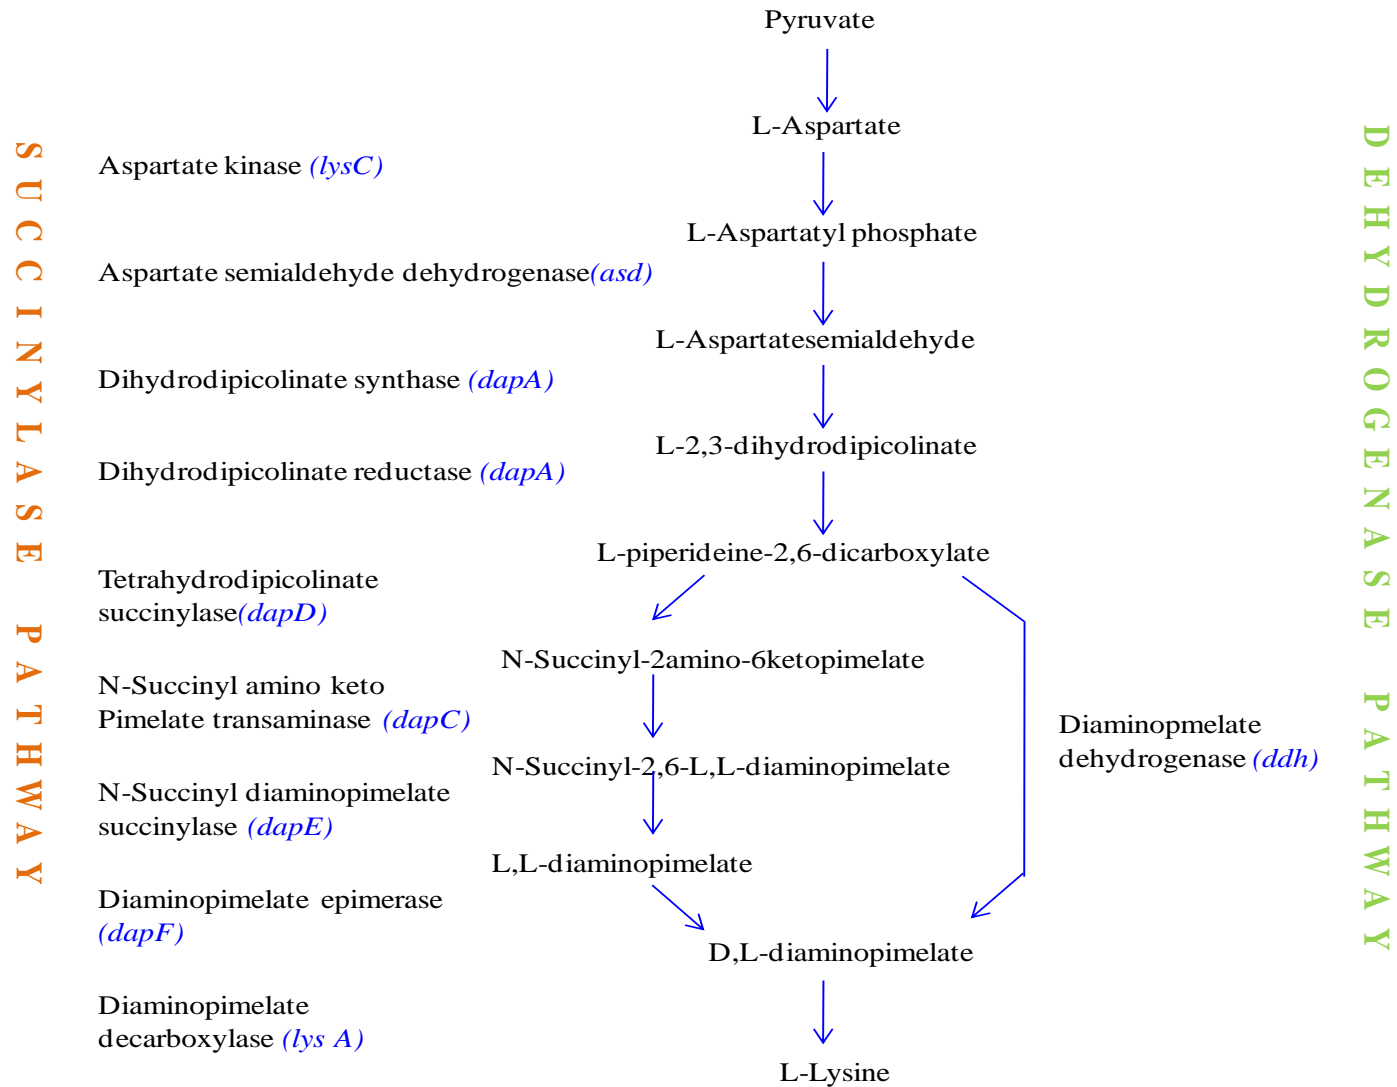 Pyruvate
L-Aspartate
Aspartate kinase (lysC)
L-Aspartatyl phosphate
Aspartate semialdehyde dehydrogenase(asd)
L-Aspartatesemialdehyde
Dihydrodipicolinate synthase (dapA)
L-2,3-dihydrodipicolinate
Dihydrodipicolinate reductase (dapA)
L-piperideine-2,6-dicarboxylate
Tetrahydrodipicolinate
succinylase(dapD)
N-Succinyl-2amino-6ketopimelate
N-Succinyl amino keto
Pimelate transaminase (dapC)
N-Succinyl-2,6-L,L-diaminopimelate
N-Succinyl diaminopimelate
succinylase (dapE)
L,L-diaminopimelate
Diaminopimelate epimerase
(dapF)
D,L-diaminopimelate
Diaminopimelate
decarboxylase (lys A)
L-Lysine
Diaminopmelate
dehydrogenase (ddh)
SUCCINYLASE PATHWAY
DEHYDROGENASE PATHWAY